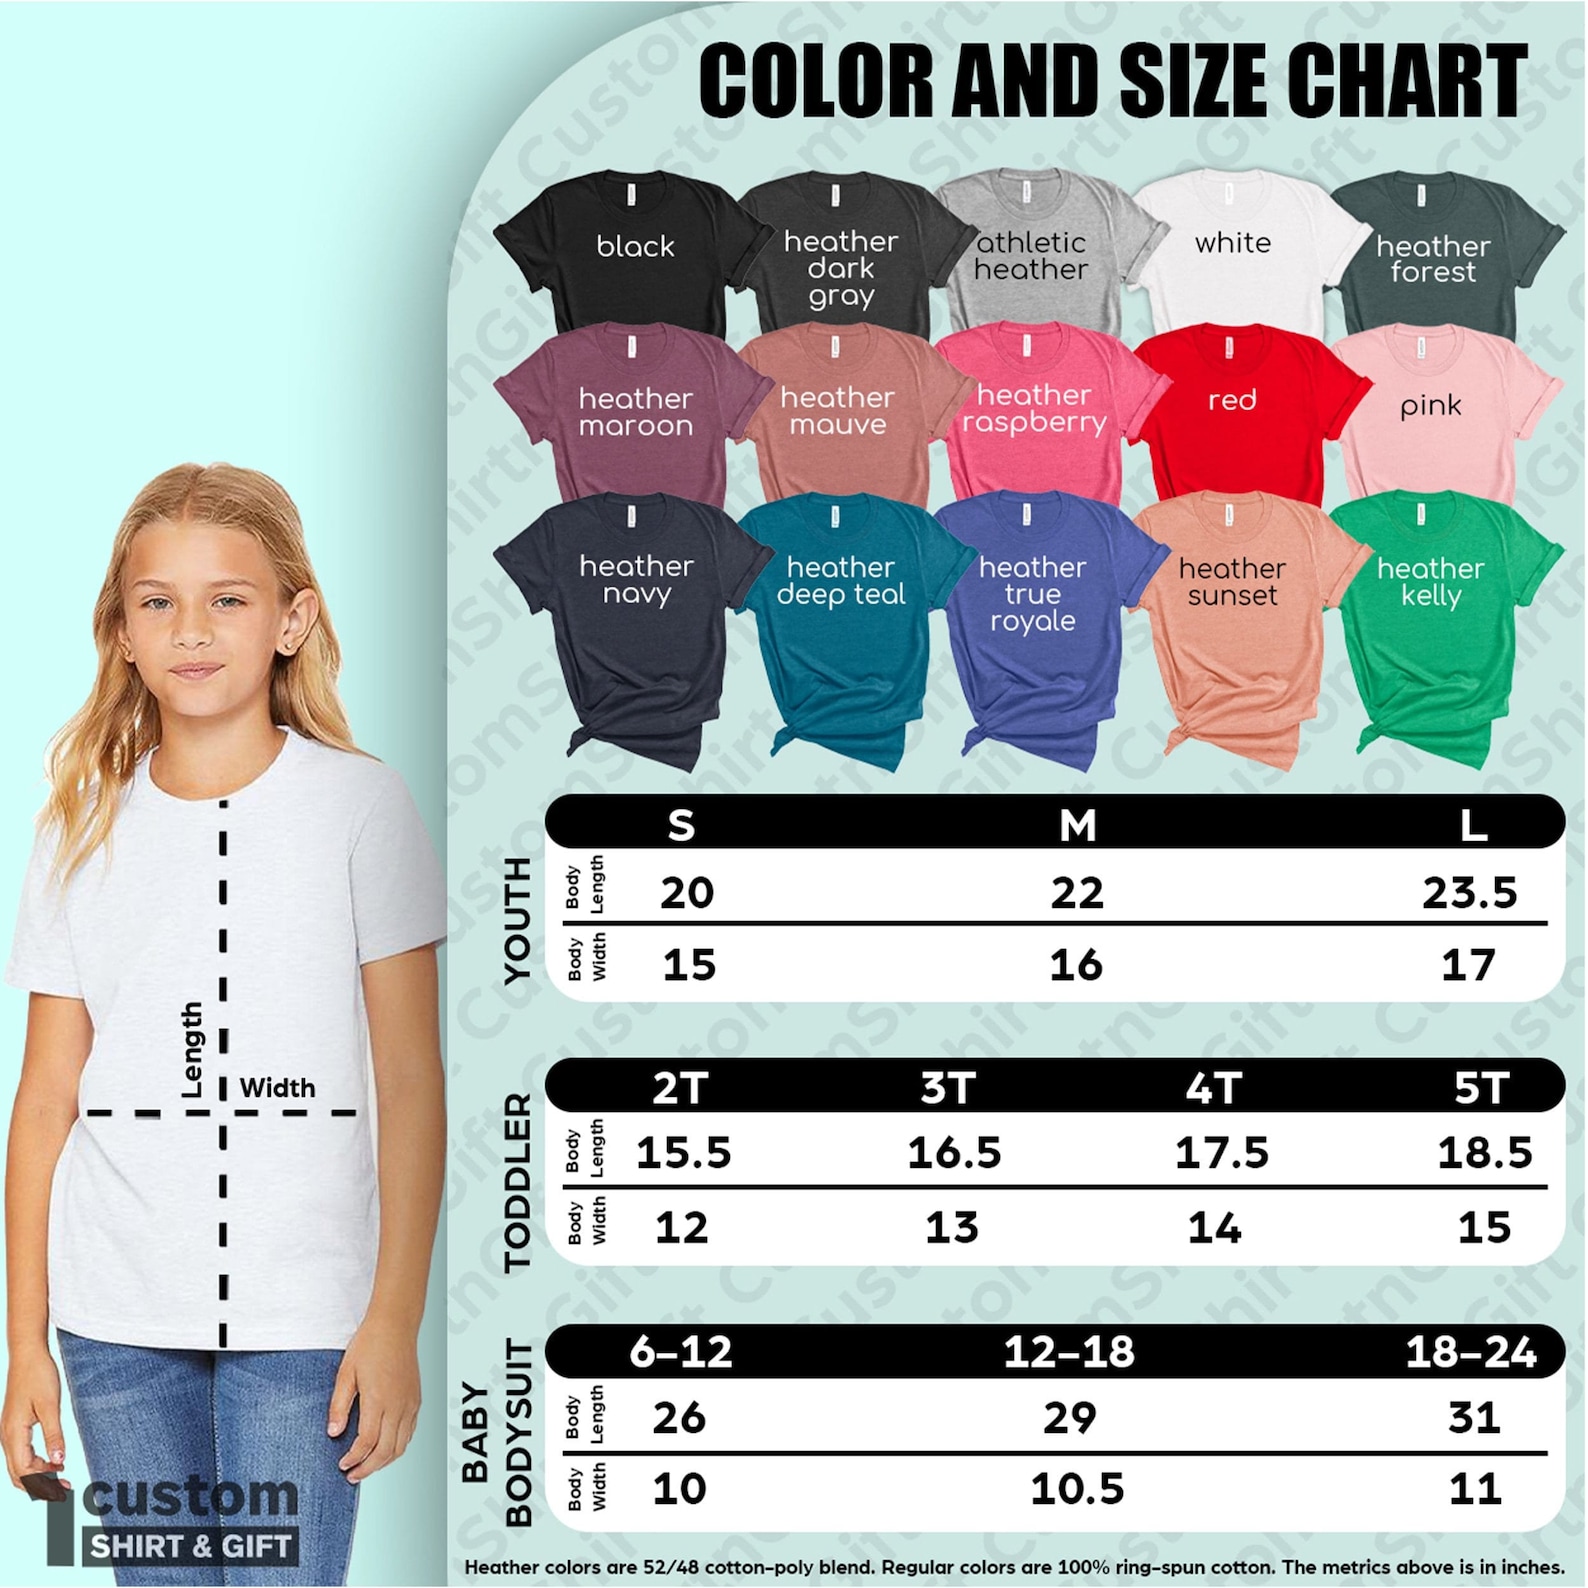 COLOR AND SIZE CHART
black
heather
dark
gray
athletic
heather
white
heather
forest
heather
maroon
heather
mauve
heather
raspberry
red
pink
heather
navy
heather
deep teal
heather
true
royale
heather
sunset
heather
kelly
Length
Width
YOUTH
S M L
Body
Length
20 22 23.5
Body
Width
15 16 17
TODDLER
2T 3T 4T 5T
Body
Length
15.5 16.5 17.5 18.5
Body
Width
12 13 14 15
BABY
BODYSUIT
6-12 12-18 18-24
Body
Length
26 29 31
Body
Width
10 10.5 11
1 custom
SHIRT & GIFT
Heather colors are 52/48 cotton-poly blend. Regular colors are 100% ring-spun cotton. The metrics above is in inches.